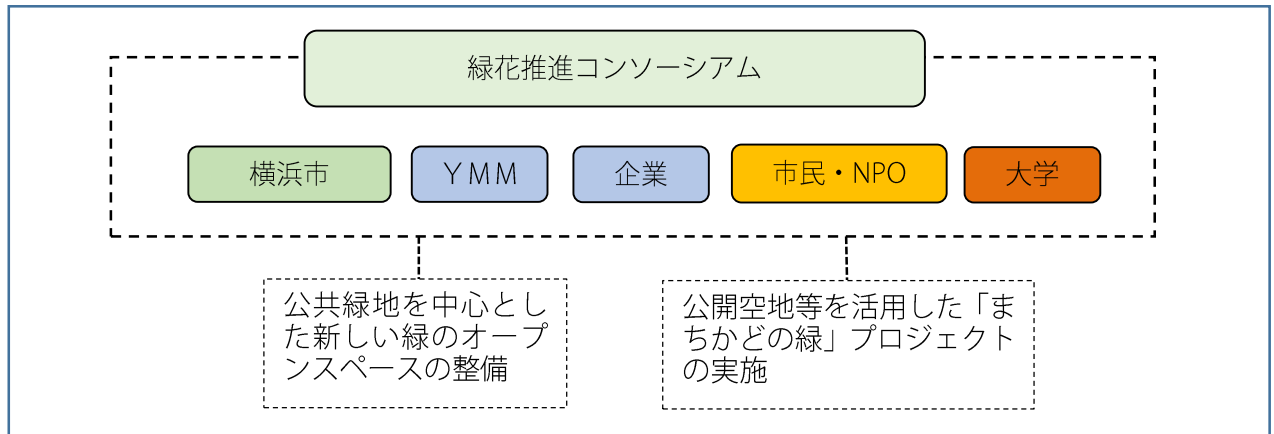 緑花推進コンソーシアム
横浜市
ＹＭＭ
企業
市民・NPO
大学
公共緑地を中心とし
た新しい緑のオープ
ンスペースの整備
公開空地等を活用した「ま
ちかどの緑」プロジェクト
の実施